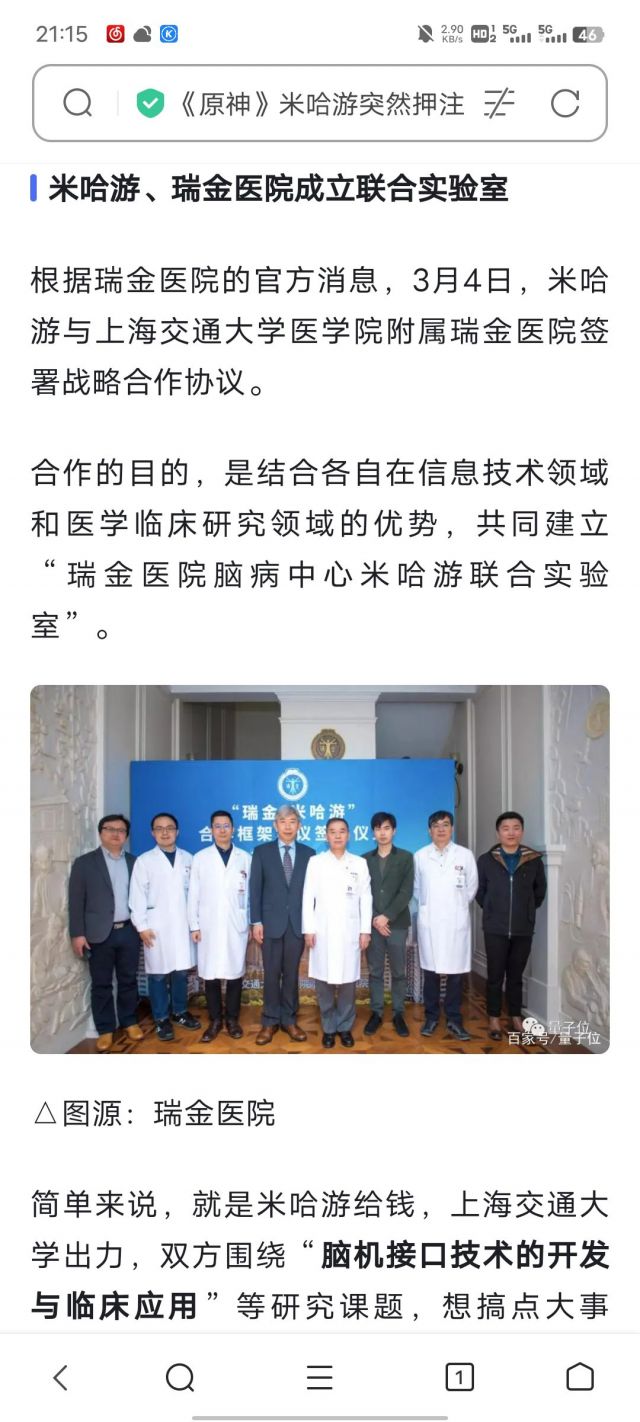 21:15
2.90
KB/s
HD
1
2
5G
5G
46
《原神》米哈游突然押注
米哈游、瑞金医院成立联合实验室
根据瑞金医院的官方消息，3月4日，米哈
游与上海交通大学医学院附属瑞金医院签
署战略合作协议。
合作的目的，是结合各自在信息技术领域
和医学临床研究领域的优势，共同建立
“瑞金医院脑病中心米哈游联合实验
室”。
“瑞金 米哈游”
合 框架 议签 仪
交通大
量子位
百家号/量子位
△图源：瑞金医院
简单来说，就是米哈游给钱，上海交通大
学出力，双方围绕“脑机接口技术的开发
与临床应用”等研究课题，想搞点大事
1